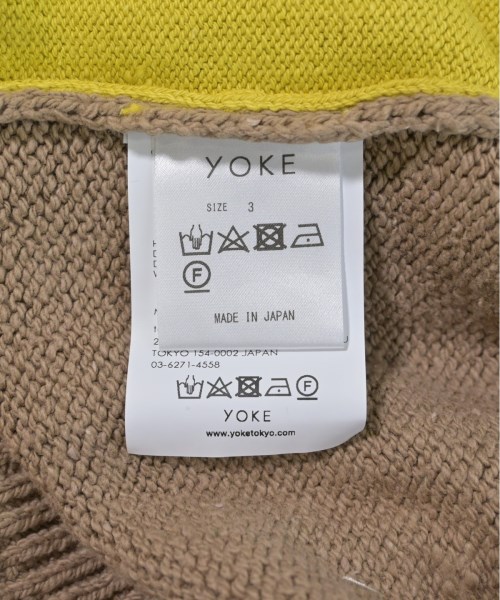 YOKE
SIZE 3
F
MADE IN JAPAN
TOKYO 154-0002 JAPAN
03-6271-4558
F
YOKE
www.yoketokyo.com